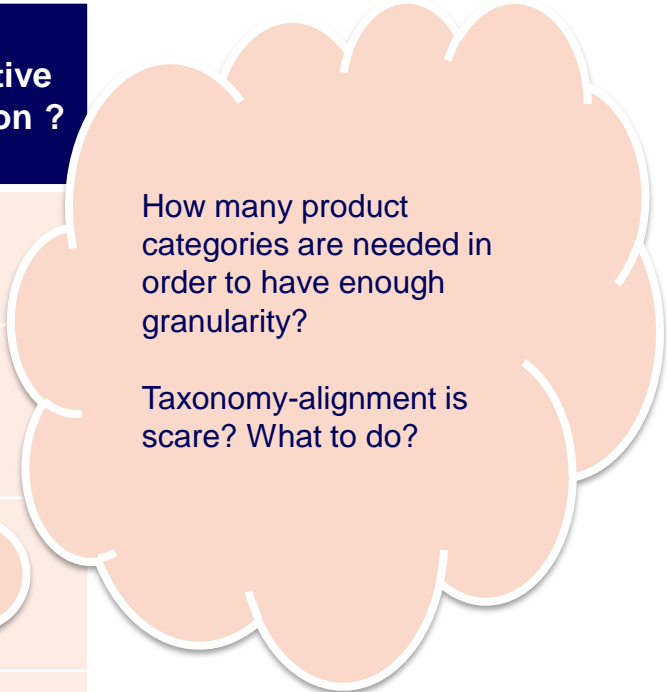 ?
How many product
categories are needed in
order to have enough
granularity?
Taxonomy-alignment is
scare? What to do?